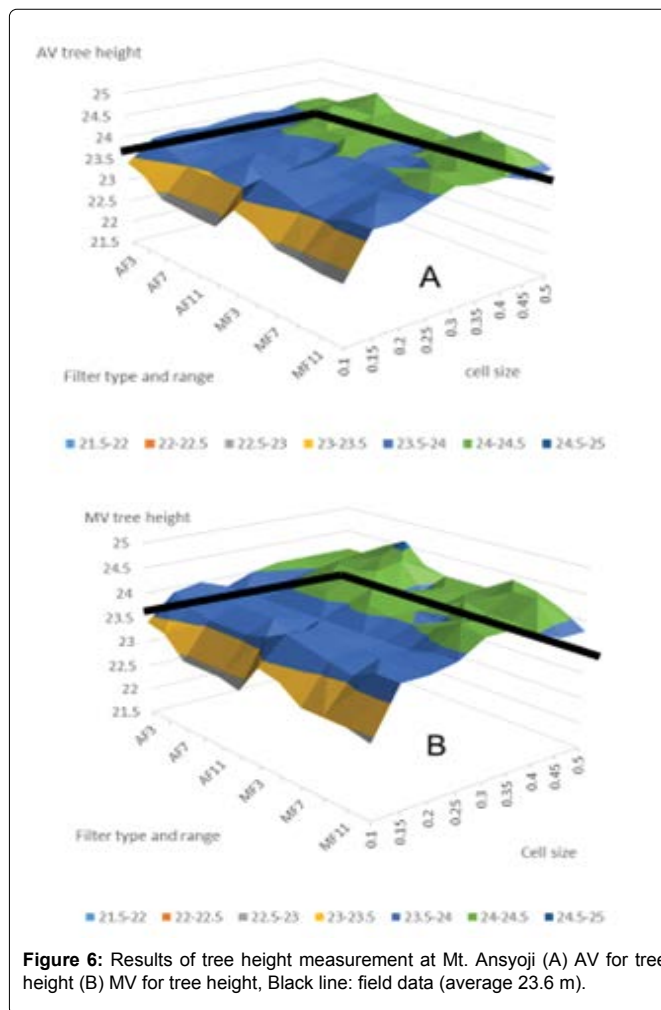 AV tree height
25
24.5
24
23.5
23
22.5
22
21.5
AF3
AF7
AF11
MF3
MF7
MF11
0.1
0.15
0.2
0.25
0.3
0.35
0.4
0.45
0.5
A
Filter type and range
cell size
21.5-22 22-22.5 22.5-23 23-23.5 23.5-24 24-24.5 24.5-25
MV tree height
25
24.5
24
23.5
23
22.5
22
21.5
AF3
AF7
AF11
MF3
MF7
MF11
0.1
0.15
0.2
0.25
0.3
0.35
0.4
0.45
0.5
B
Filter type and range
Cell size
21.5-22 22-22.5 22.5-23 23-23.5 23.5-24 24-24.5 24.5-25
Figure 6: Results of tree height measurement at Mt. Ansyoji (A) AV for tree
height (B) MV for tree height, Black line: field data (average 23.6 m).